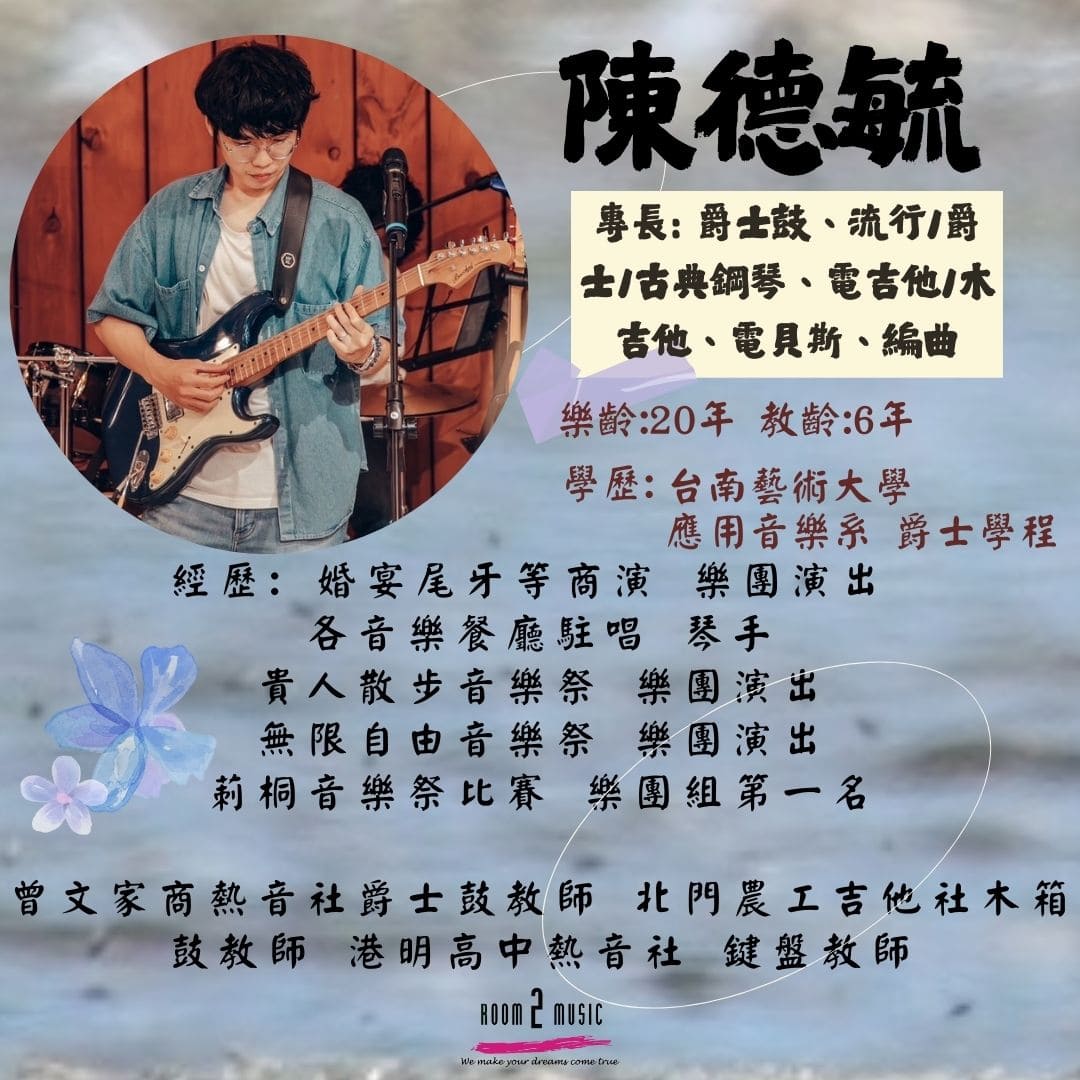 陳德毓
專長: 爵士鼓、流行/爵
士/古典鋼琴、電吉他/木
吉他、電貝斯、編曲
樂齡:20年 教齡:6年
學歷: 台南藝術大學
應用音樂系 爵士學程
經歷: 婚宴尾牙等商演 樂團演出
各音樂餐廳駐唱 琴手
貴人散步音樂祭 樂團演出
無限自由音樂祭 樂團演出
莿桐音樂祭比賽 樂團組第一名
曾文家商熱音社爵士鼓教師 北門農工吉他社木箱
鼓教師 港明高中熱音社 鍵盤教師
ROOM 2 MUSIC
We make your dreams come true